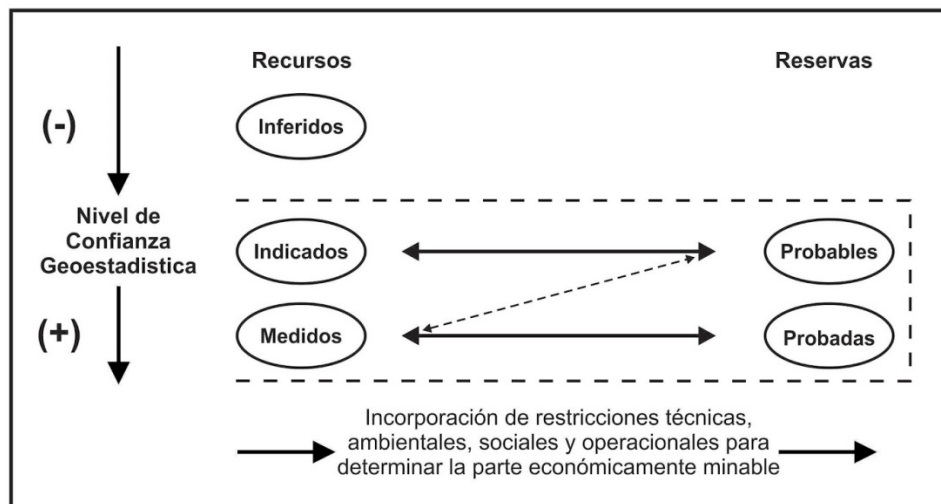 Recursos
Reservas
(-)
Inferidos
Nivel de
Confianza
Geoestadistica
Indicados
Probables
(+)
Medidos
Probadas
Incorporación de restricciones técnicas,
ambientales, sociales y operacionales para
determinar la parte económicamente minable